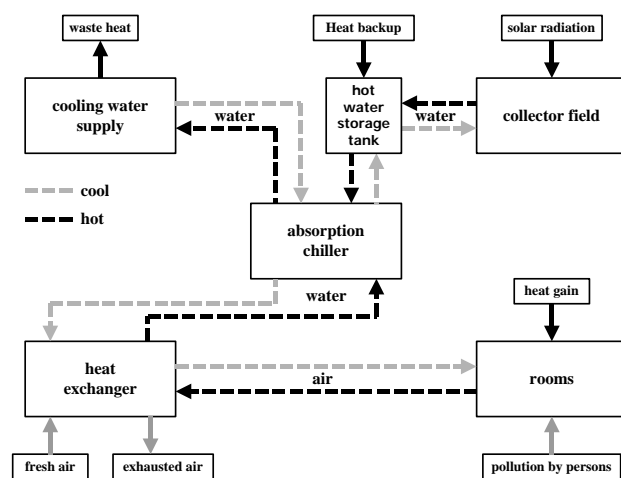 waste heat
Heat backup
solar radiation
cooling water
supply
water
hot
water
storage
tank
water
collector field
cool
hot
absorption
chiller
water
heat gain
heat
exchanger
air
rooms
fresh air
exhausted air
pollution by persons